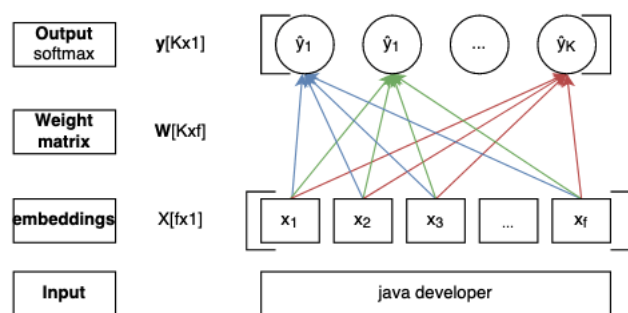 Output
softmax
y[Kx1]
ŷ1
ŷ1
...
ŷK
Weight
matrix
W[Kxf]
embeddings
X[fx1]
x1
x2
x3
...
xf
Input
java developer